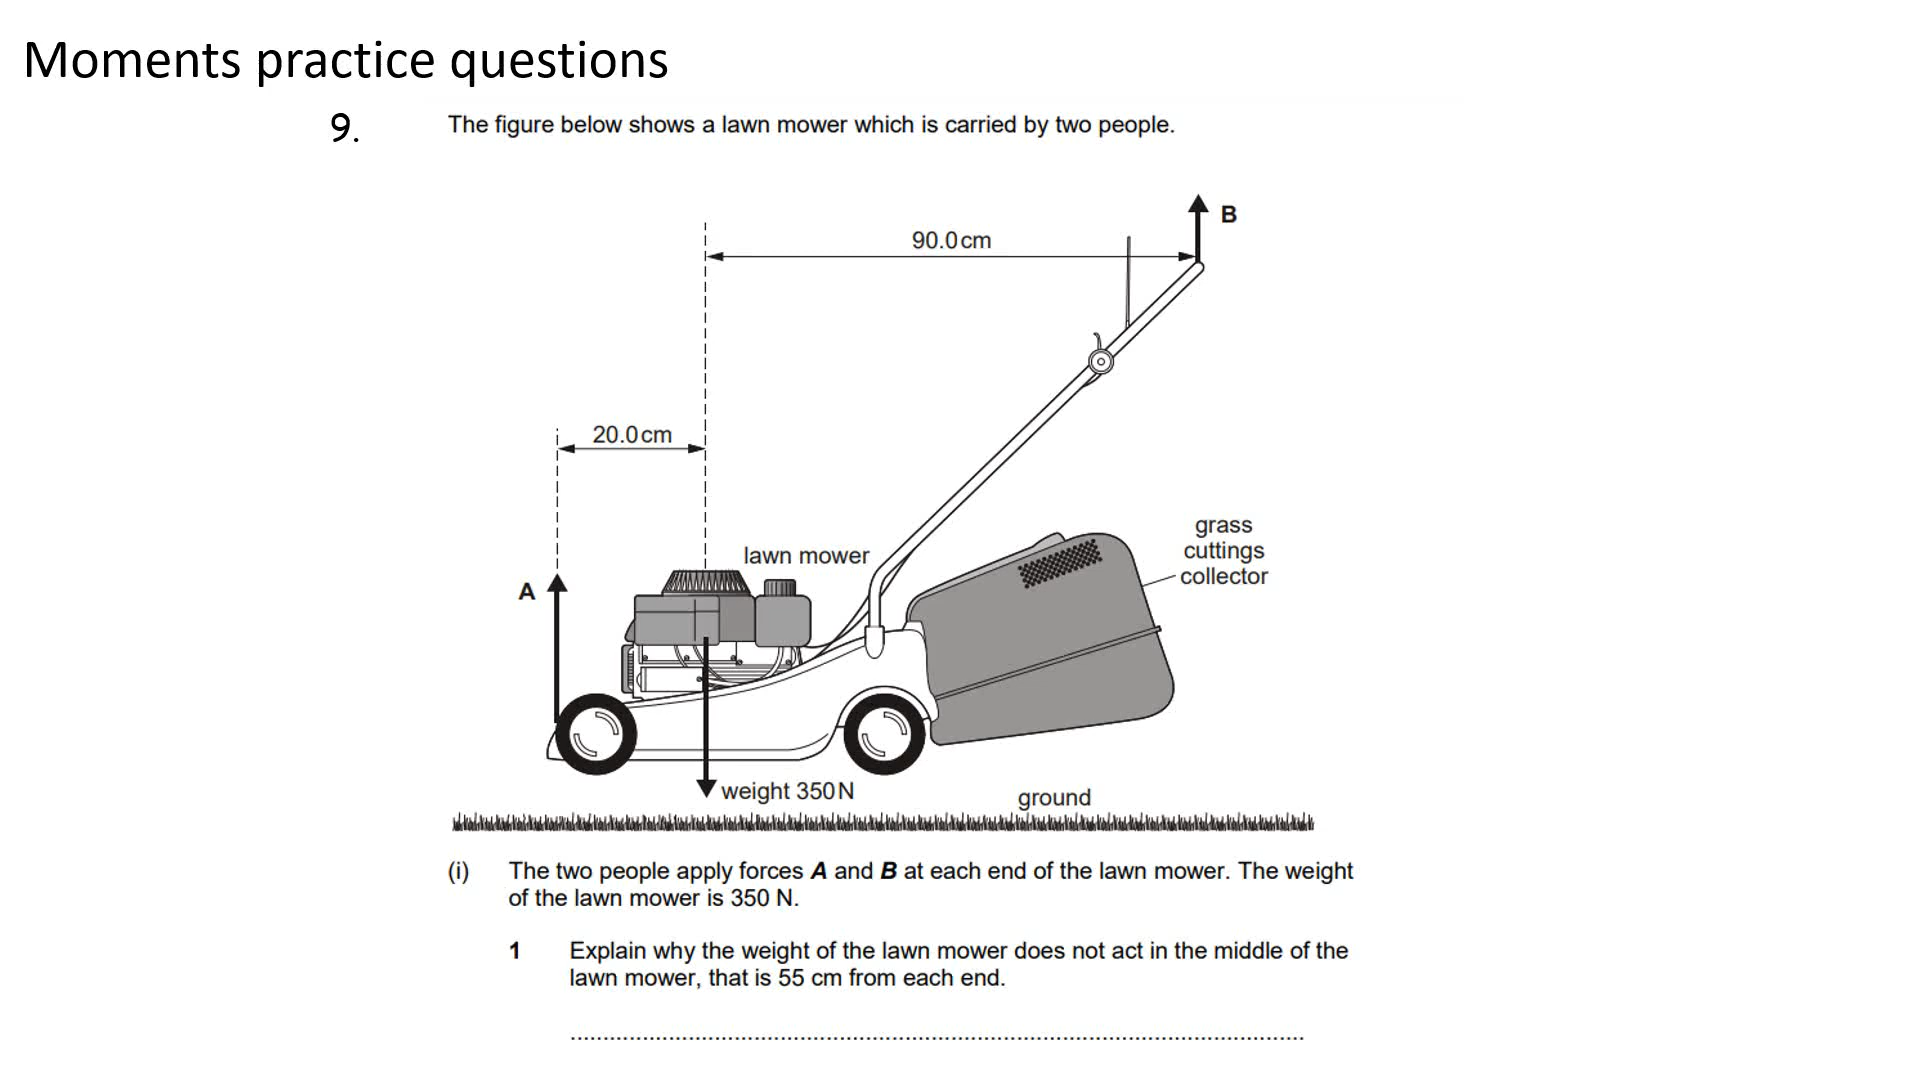 Moments practice questions
9.
The figure below shows a lawn mower which is carried by two people.
B
90.0 cm
20.0 cm
grass
cuttings
collector
lawn mower
A
weight 350 N
ground
(i) The two people apply forces A and B at each end of the lawn mower. The weight
of the lawn mower is 350 N.
1 Explain why the weight of the lawn mower does not act in the middle of the
lawn mower, that is 55 cm from each end.